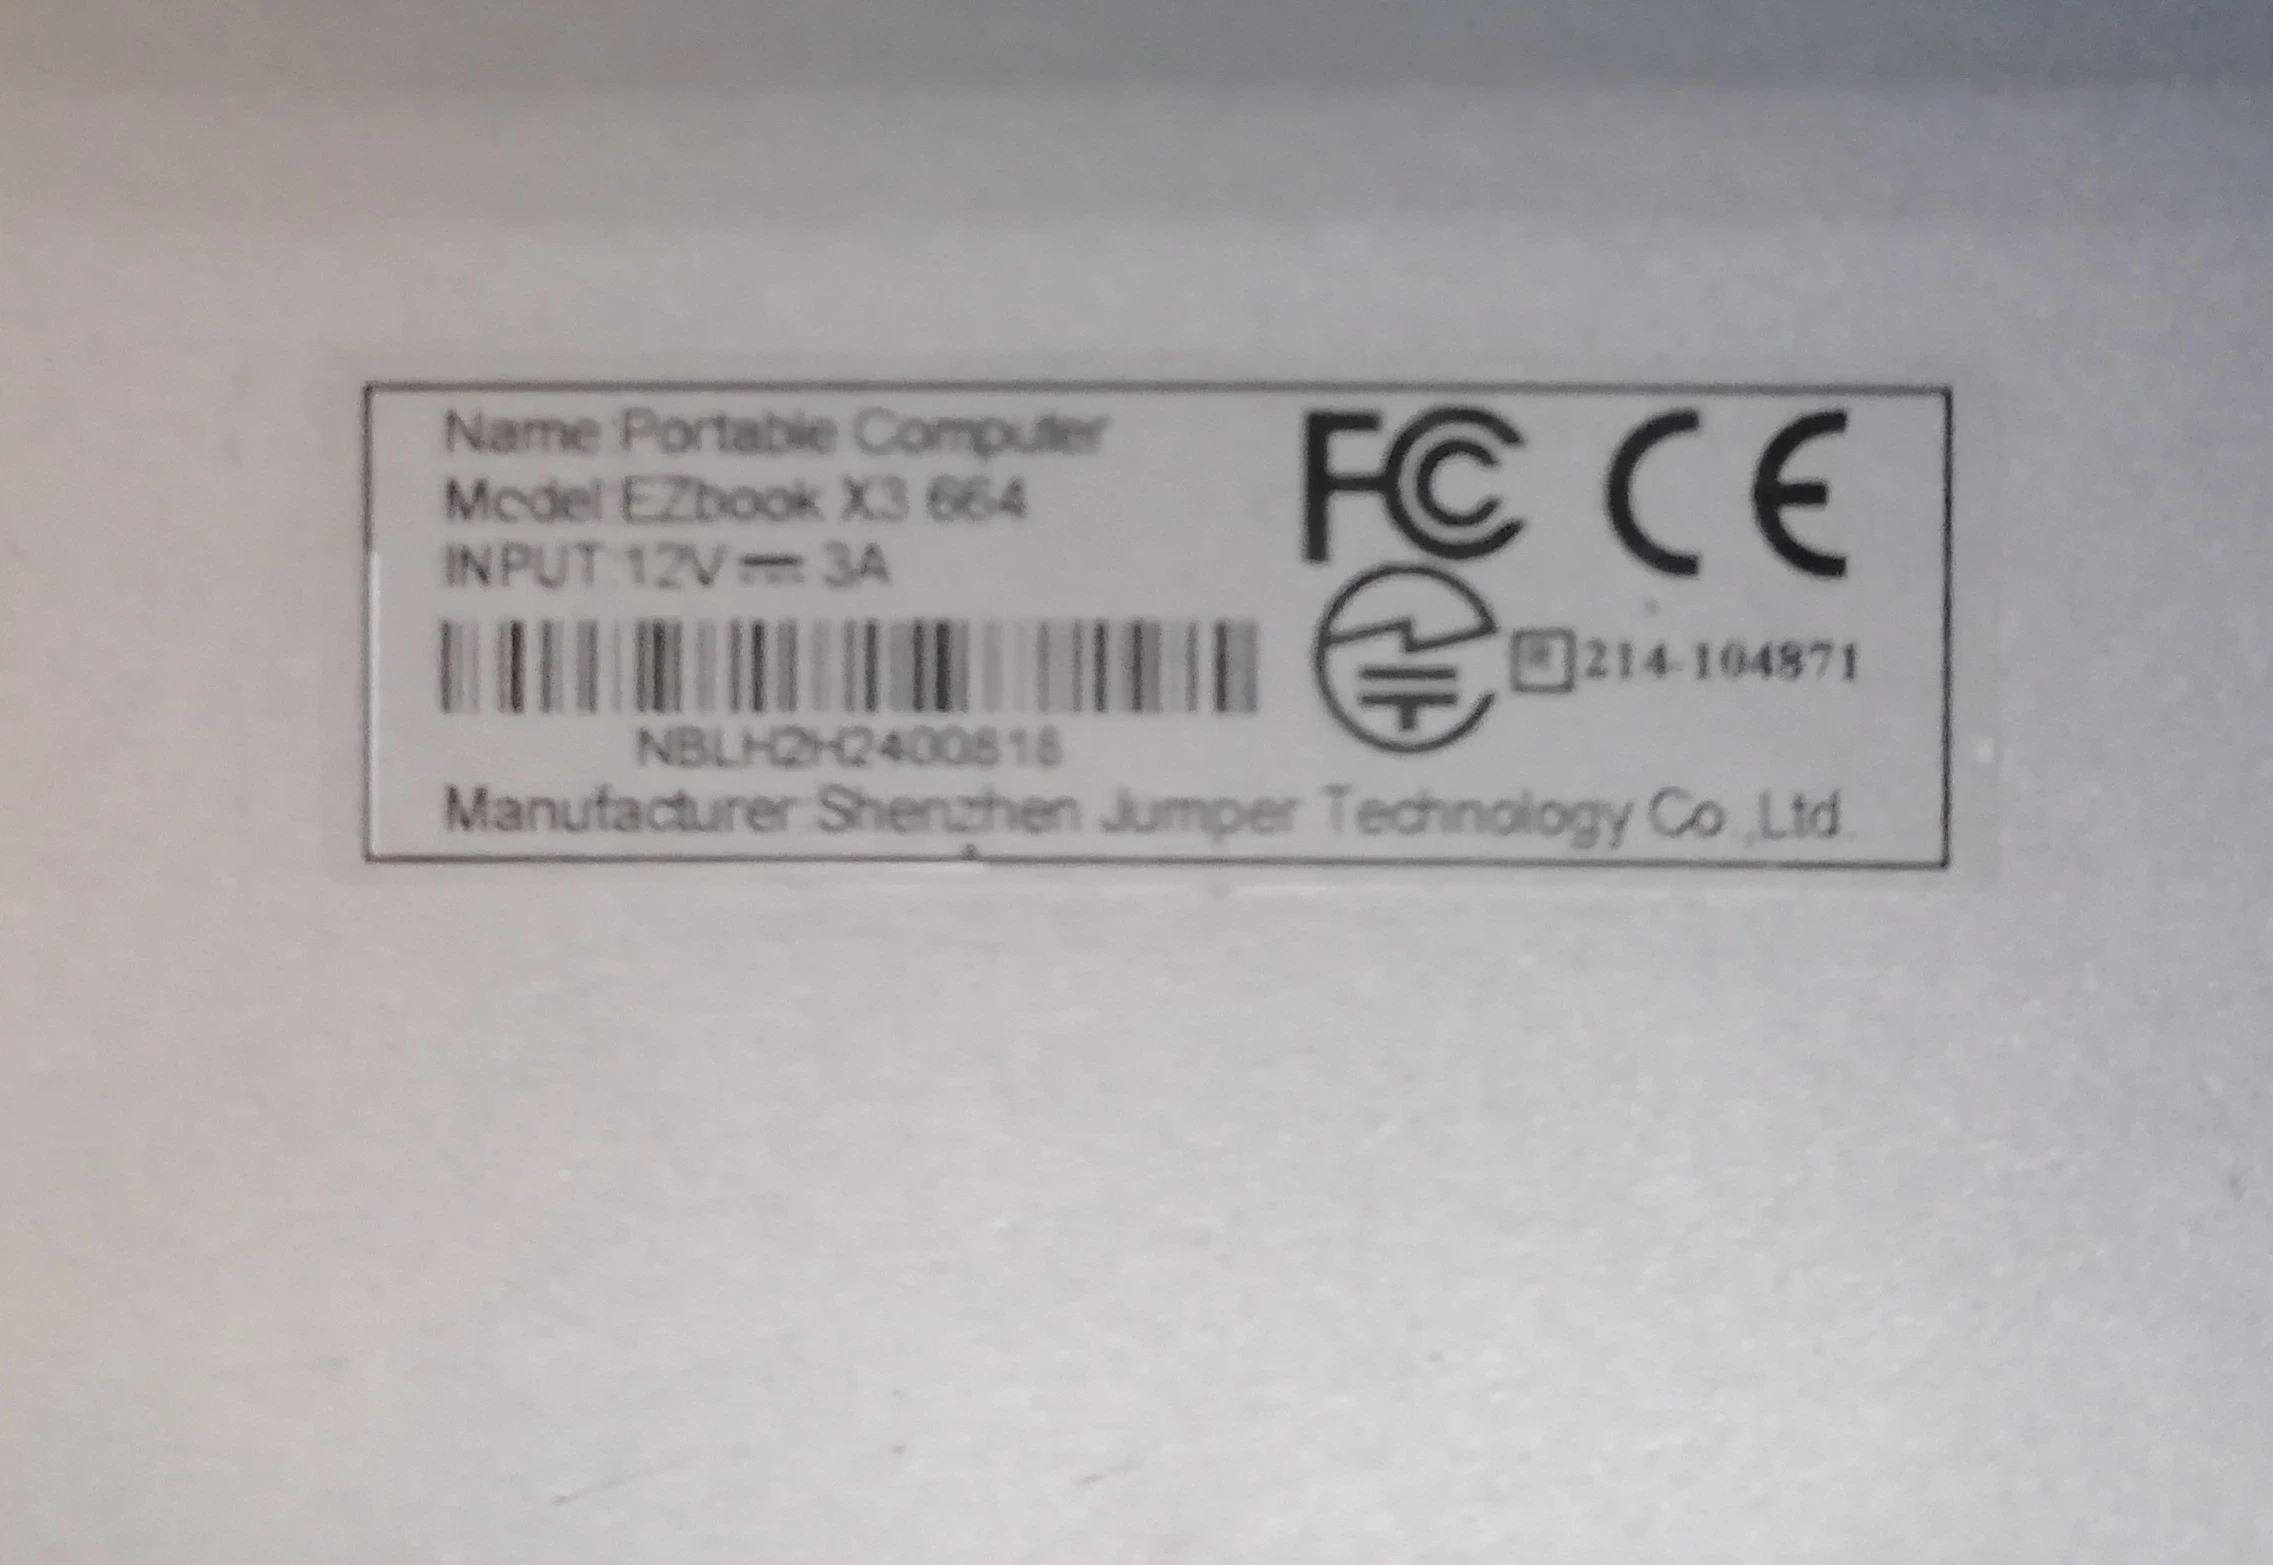 Name:Portable Computer
Model:EZbook X3 664
INPUT:12V⎓3A
FC CE
R 214-104871
NBLH2H2400818
Manufacturer:Shenzhen Jumper Technology Co.,Ltd.